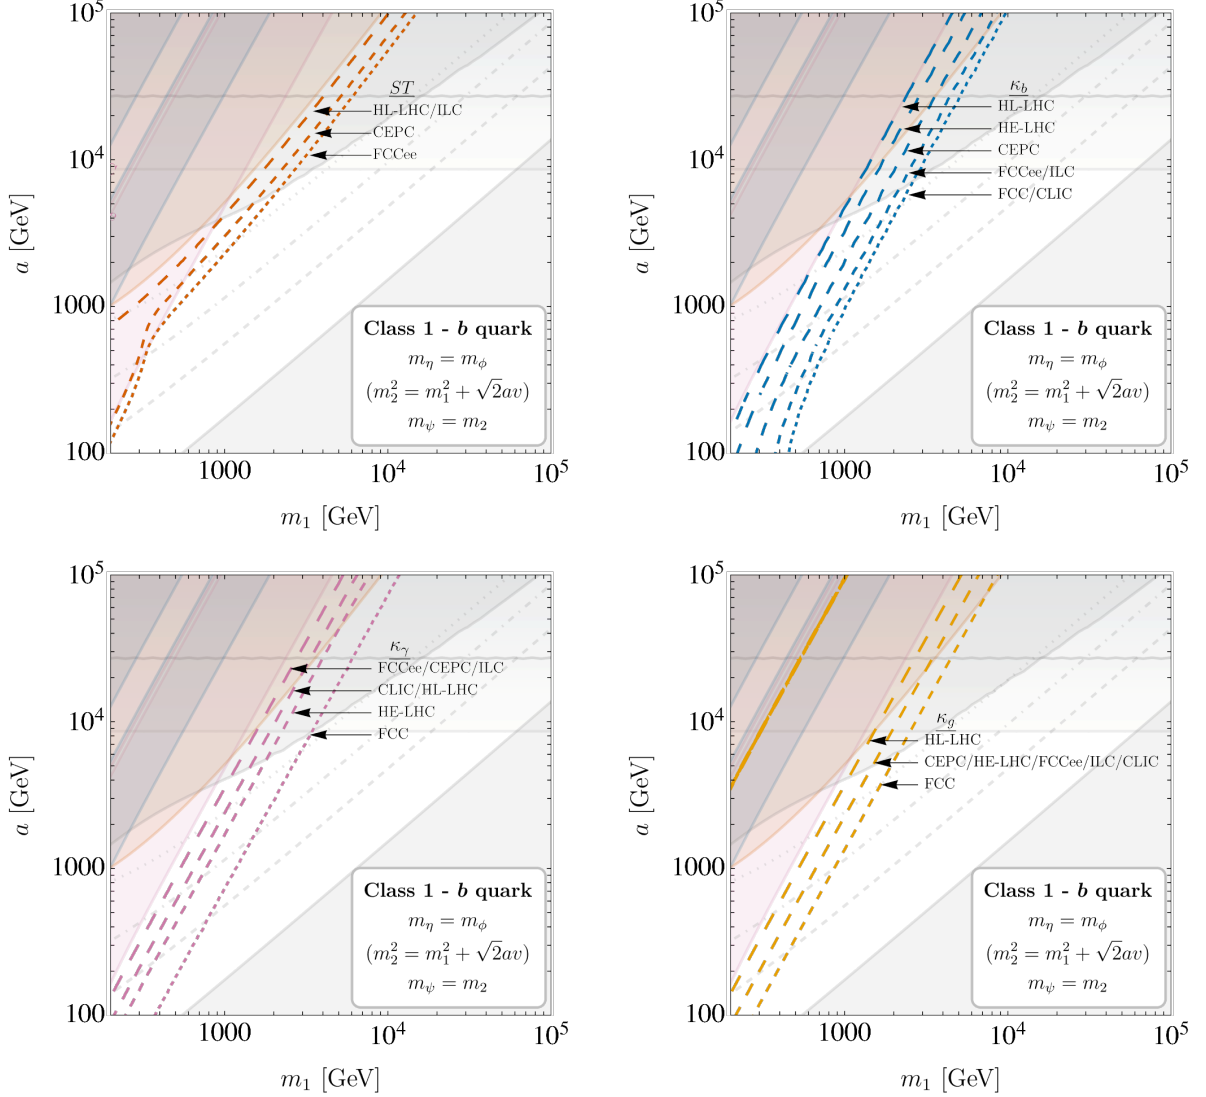 10^5
10^4
1000
100
a [GeV]
ST
HL-LHC/ILC
CEPC
FCCee
Class 1 - b quark
m_η = m_ϕ
(m_2^2 = m_1^2 + √2av)
m_ψ = m_2
1000
10^4
10^5
m_1 [GeV]
10^5
10^4
1000
100
a [GeV]
κ_b
HL-LHC
HE-LHC
CEPC
FCCee/ILC
FCC/CLIC
Class 1 - b quark
m_η = m_ϕ
(m_2^2 = m_1^2 + √2av)
m_ψ = m_2
1000
10^4
10^5
m_1 [GeV]
10^5
10^4
1000
100
a [GeV]
κ_γ
FCCee/CEPC/ILC
CLIC/HL-LHC
HE-LHC
FCC
Class 1 - b quark
m_η = m_ϕ
(m_2^2 = m_1^2 + √2av)
m_ψ = m_2
1000
10^4
10^5
m_1 [GeV]
10^5
10^4
1000
100
a [GeV]
κ_g
HL-LHC
CEPC/HE-LHC/FCCee/ILC/CLIC
FCC
Class 1 - b quark
m_η = m_ϕ
(m_2^2 = m_1^2 + √2av)
m_ψ = m_2
1000
10^4
10^5
m_1 [GeV]